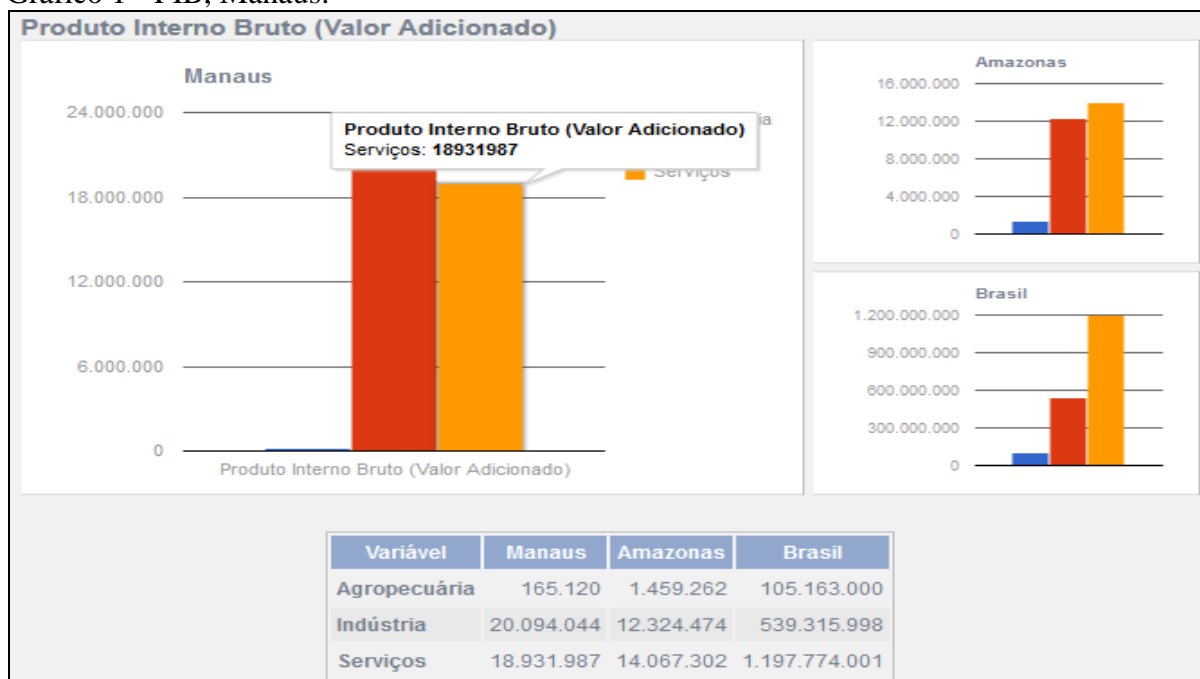 Gráfico 1 - PIB, Manaus.
Produto Interno Bruto (Valor Adicionado)
Manaus
24.000.000
18.000.000
12.000.000
6.000.000
0
Produto Interno Bruto (Valor Adicionado)
Serviços: 18931987
ia
Serviços
Produto Interno Bruto (Valor Adicionado)
Amazonas
16.000.000
12.000.000
8.000.000
4.000.000
0
Brasil
1.200.000.000
900.000.000
600.000.000
300.000.000
0
Variável Manaus Amazonas Brasil
Agropecuária 165.120 1.459.262 105.163.000
Indústria 20.094.044 12.324.474 539.315.998
Serviços 18.931.987 14.067.302 1.197.774.001